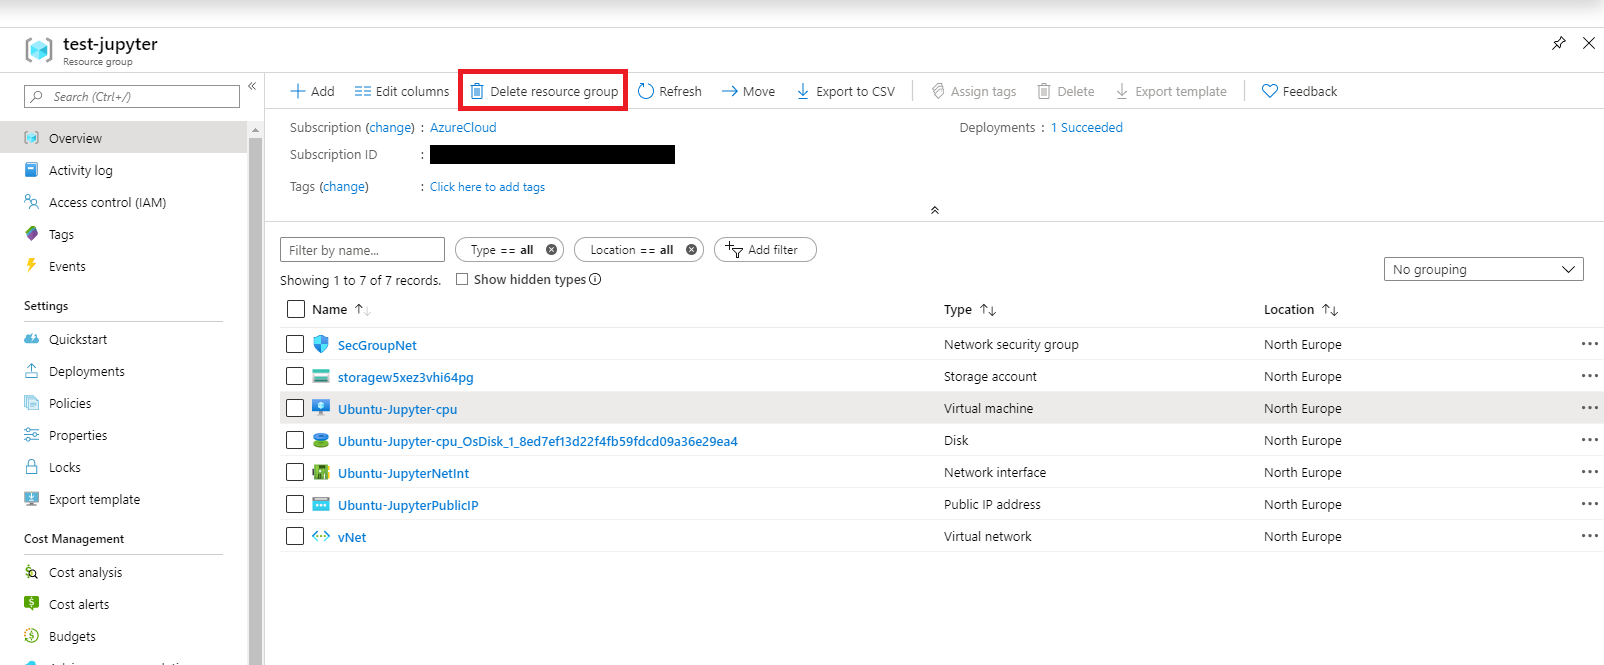 test-jupyter
Resource group
Search (Ctrl+/)
«
Add
Edit columns
Delete resource group
Refresh
Move
Export to CSV
Assign tags
Delete
Export template
Feedback
Overview
Activity log
Access control (IAM)
Tags
Events
Settings
Quickstart
Deployments
Policies
Properties
Locks
Export template
Cost Management
Cost analysis
Cost alerts
Budgets
Subscription (change) : AzureCloud
Deployments : 1 Succeeded
Subscription ID :
Tags (change) : Click here to add tags
Filter by name...
Type == all
Location == all
Add filter
Showing 1 to 7 of 7 records.
Show hidden types
No grouping
Name Type Location
SecGroupNet Network security group North Europe
storagew5xez3vhi64pg Storage account North Europe
Ubuntu-Jupyter-cpu Virtual machine North Europe
Ubuntu-Jupyter-cpu_OsDisk_1_8ed7ef13d22f4fb59fdcd09a36e29ea4 Disk North Europe
Ubuntu-JupyterNetInt Network interface North Europe
Ubuntu-JupyterPublicIP Public IP address North Europe
vNet Virtual network North Europe